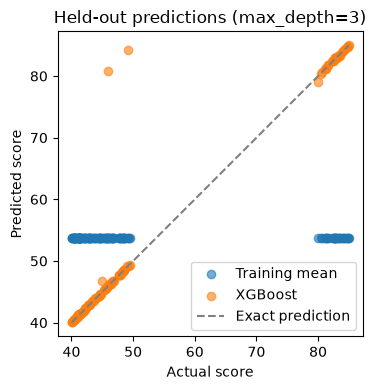 Held-out predictions (max_depth=3)
Predicted score
80
70
60
50
40
Training mean
XGBoost
Exact prediction
40 50 60 70 80
Actual score